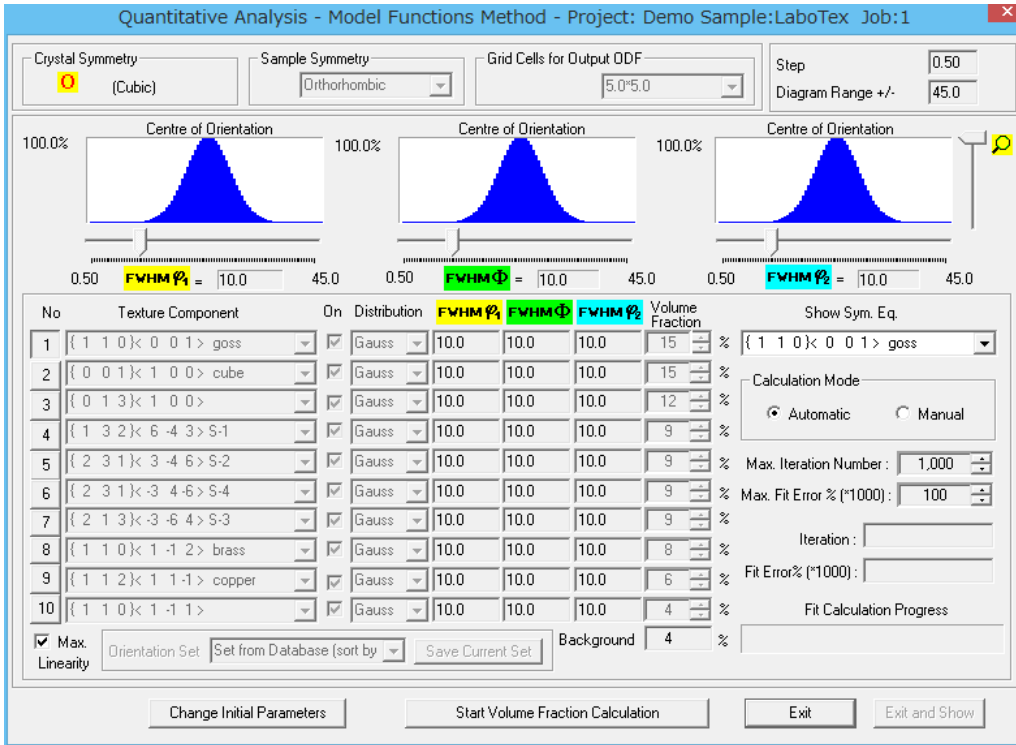 Quantitative Analysis - Model Functions Method - Project: Demo Sample:LaboTex Job:1
Crystal Symmetry
O (Cubic)
Sample Symmetry
Orthorhombic
Grid Cells for Output ODF
5.0*5.0
Step 0.50
Diagram Range +/- 45.0
Centre of Orientation Centre of Orientation Centre of Orientation
100.0% 100.0% 100.0%
0.50 FWHM φ1 = 10.0 45.0 0.50 FWHM Φ = 10.0 45.0 0.50 FWHM φ2 = 10.0 45.0
No Texture Component On Distribution FWHM φ1 FWHM Φ FWHM φ2 Volume Fraction
1 { 1 1 0}< 0 0 1> goss Gauss 10.0 10.0 10.0 15 %
2 { 0 0 1}< 1 0 0> cube Gauss 10.0 10.0 10.0 15 %
3 { 0 1 3}< 1 0 0> Gauss 10.0 10.0 10.0 12 %
4 { 1 3 2}< 6 -4 3> S-1 Gauss 10.0 10.0 10.0 9 %
5 { 2 3 1}< 3 -4 6> S-2 Gauss 10.0 10.0 10.0 9 %
6 { 2 3 1}<-3 4-6> S-4 Gauss 10.0 10.0 10.0 9 %
7 { 2 1 3}<-3 -6 4> S-3 Gauss 10.0 10.0 10.0 9 %
8 { 1 1 0}< 1 -1 2> brass Gauss 10.0 10.0 10.0 8 %
9 { 1 1 2}< 1 1-1> copper Gauss 10.0 10.0 10.0 6 %
10 { 1 1 0}< 1 -1 1> Gauss 10.0 10.0 10.0 4 %
Max. Linearity
Orientation Set Set from Database (sort by Save Current Set
Background 4 %
Show Sym. Eq.
{ 1 1 0}< 0 0 1> goss
Calculation Mode
Automatic Manual
Max. Iteration Number : 1,000
Max. Fit Error % (*1000) : 100
Iteration :
Fit Error% (*1000) :
Fit Calculation Progress
Change Initial Parameters Start Volume Fraction Calculation Exit Exit and Show